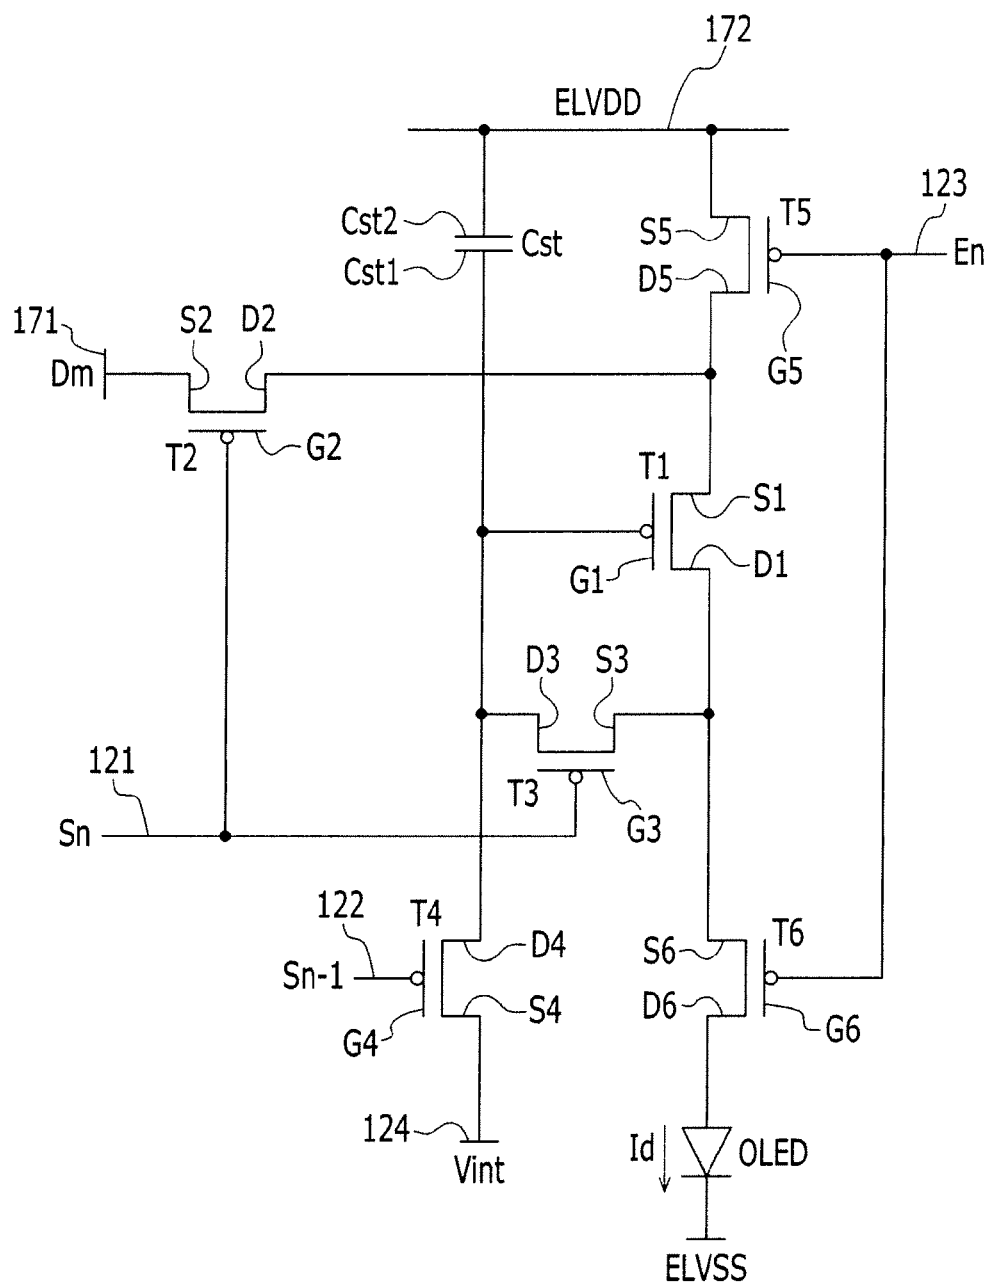 172
ELVDD
123
T5
Cst2
S5
Cst
En
Cst1
D5
171
S2
D2
Dm
G5
T2
G2
T1
S1
G1
D1
D3
S3
121
T3
Sn
G3
122
T4
T6
D4
S6
Sn-1
S4
D6
G4
G6
124
Id
OLED
Vint
ELVSS